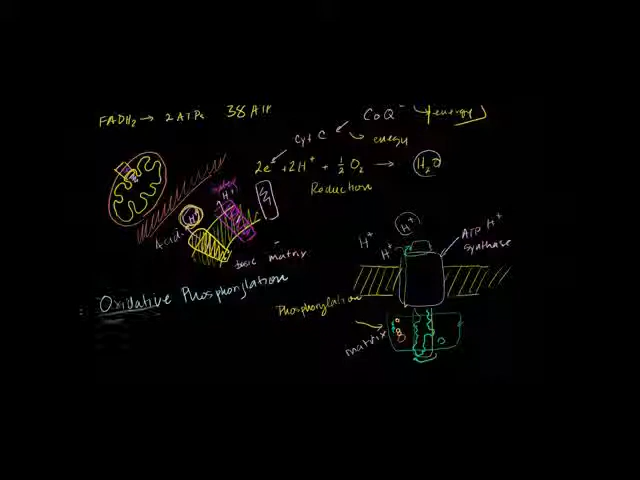 FADH₂ → 2 ATPs 38 ATP
CoQ energy
Cyt C energy
2e⁻ + 2H⁺ + ½ O₂ → H₂O
Reduction
H⁺
H⁺
Acid
basic matrix
H⁺
H⁺
H⁺
ATP H⁺
synthase
Oxidative Phosphorylation
Phosphorylation
matrix